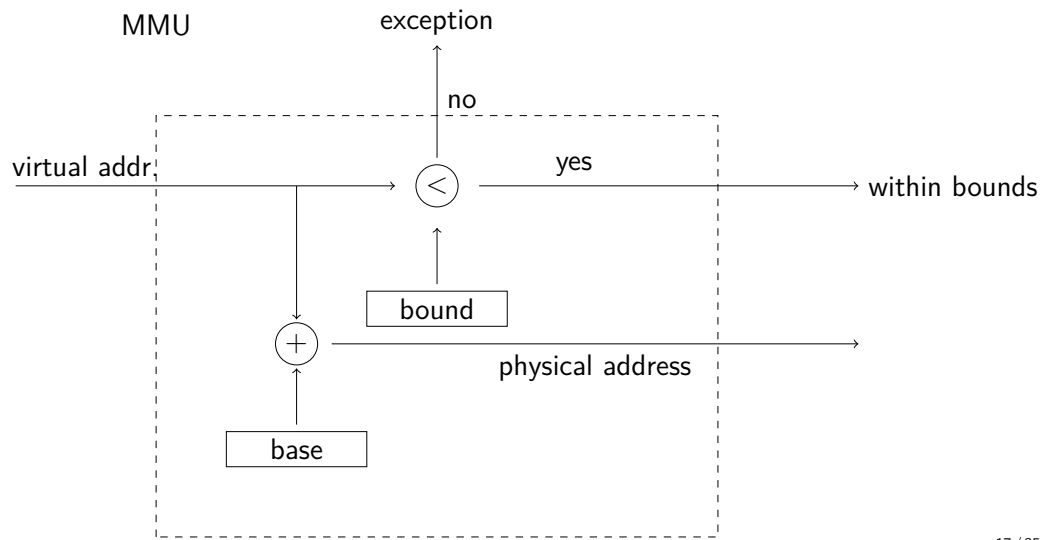 MMU
exception
no
virtual addr.
<
yes
within bounds
bound
+
physical address
base